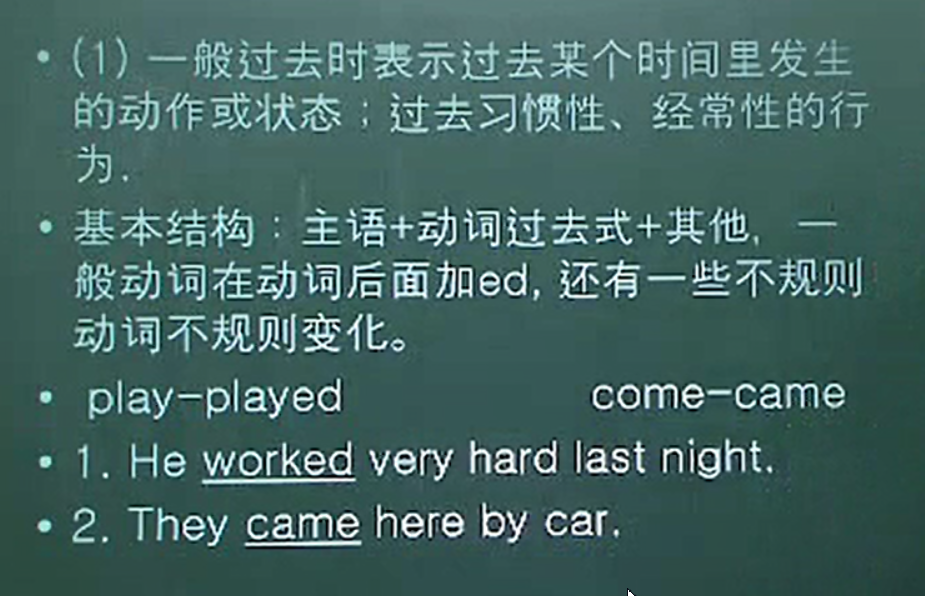 • (1) 一般过去时表示过去某个时间里发生
的动作或状态；过去习惯性、经常性的行
为.
• 基本结构：主语+动词过去式+其他, 一
般动词在动词后面加ed, 还有一些不规则
动词不规则变化。
• play-played come-came
• 1. He worked very hard last night.
• 2. They came here by car.